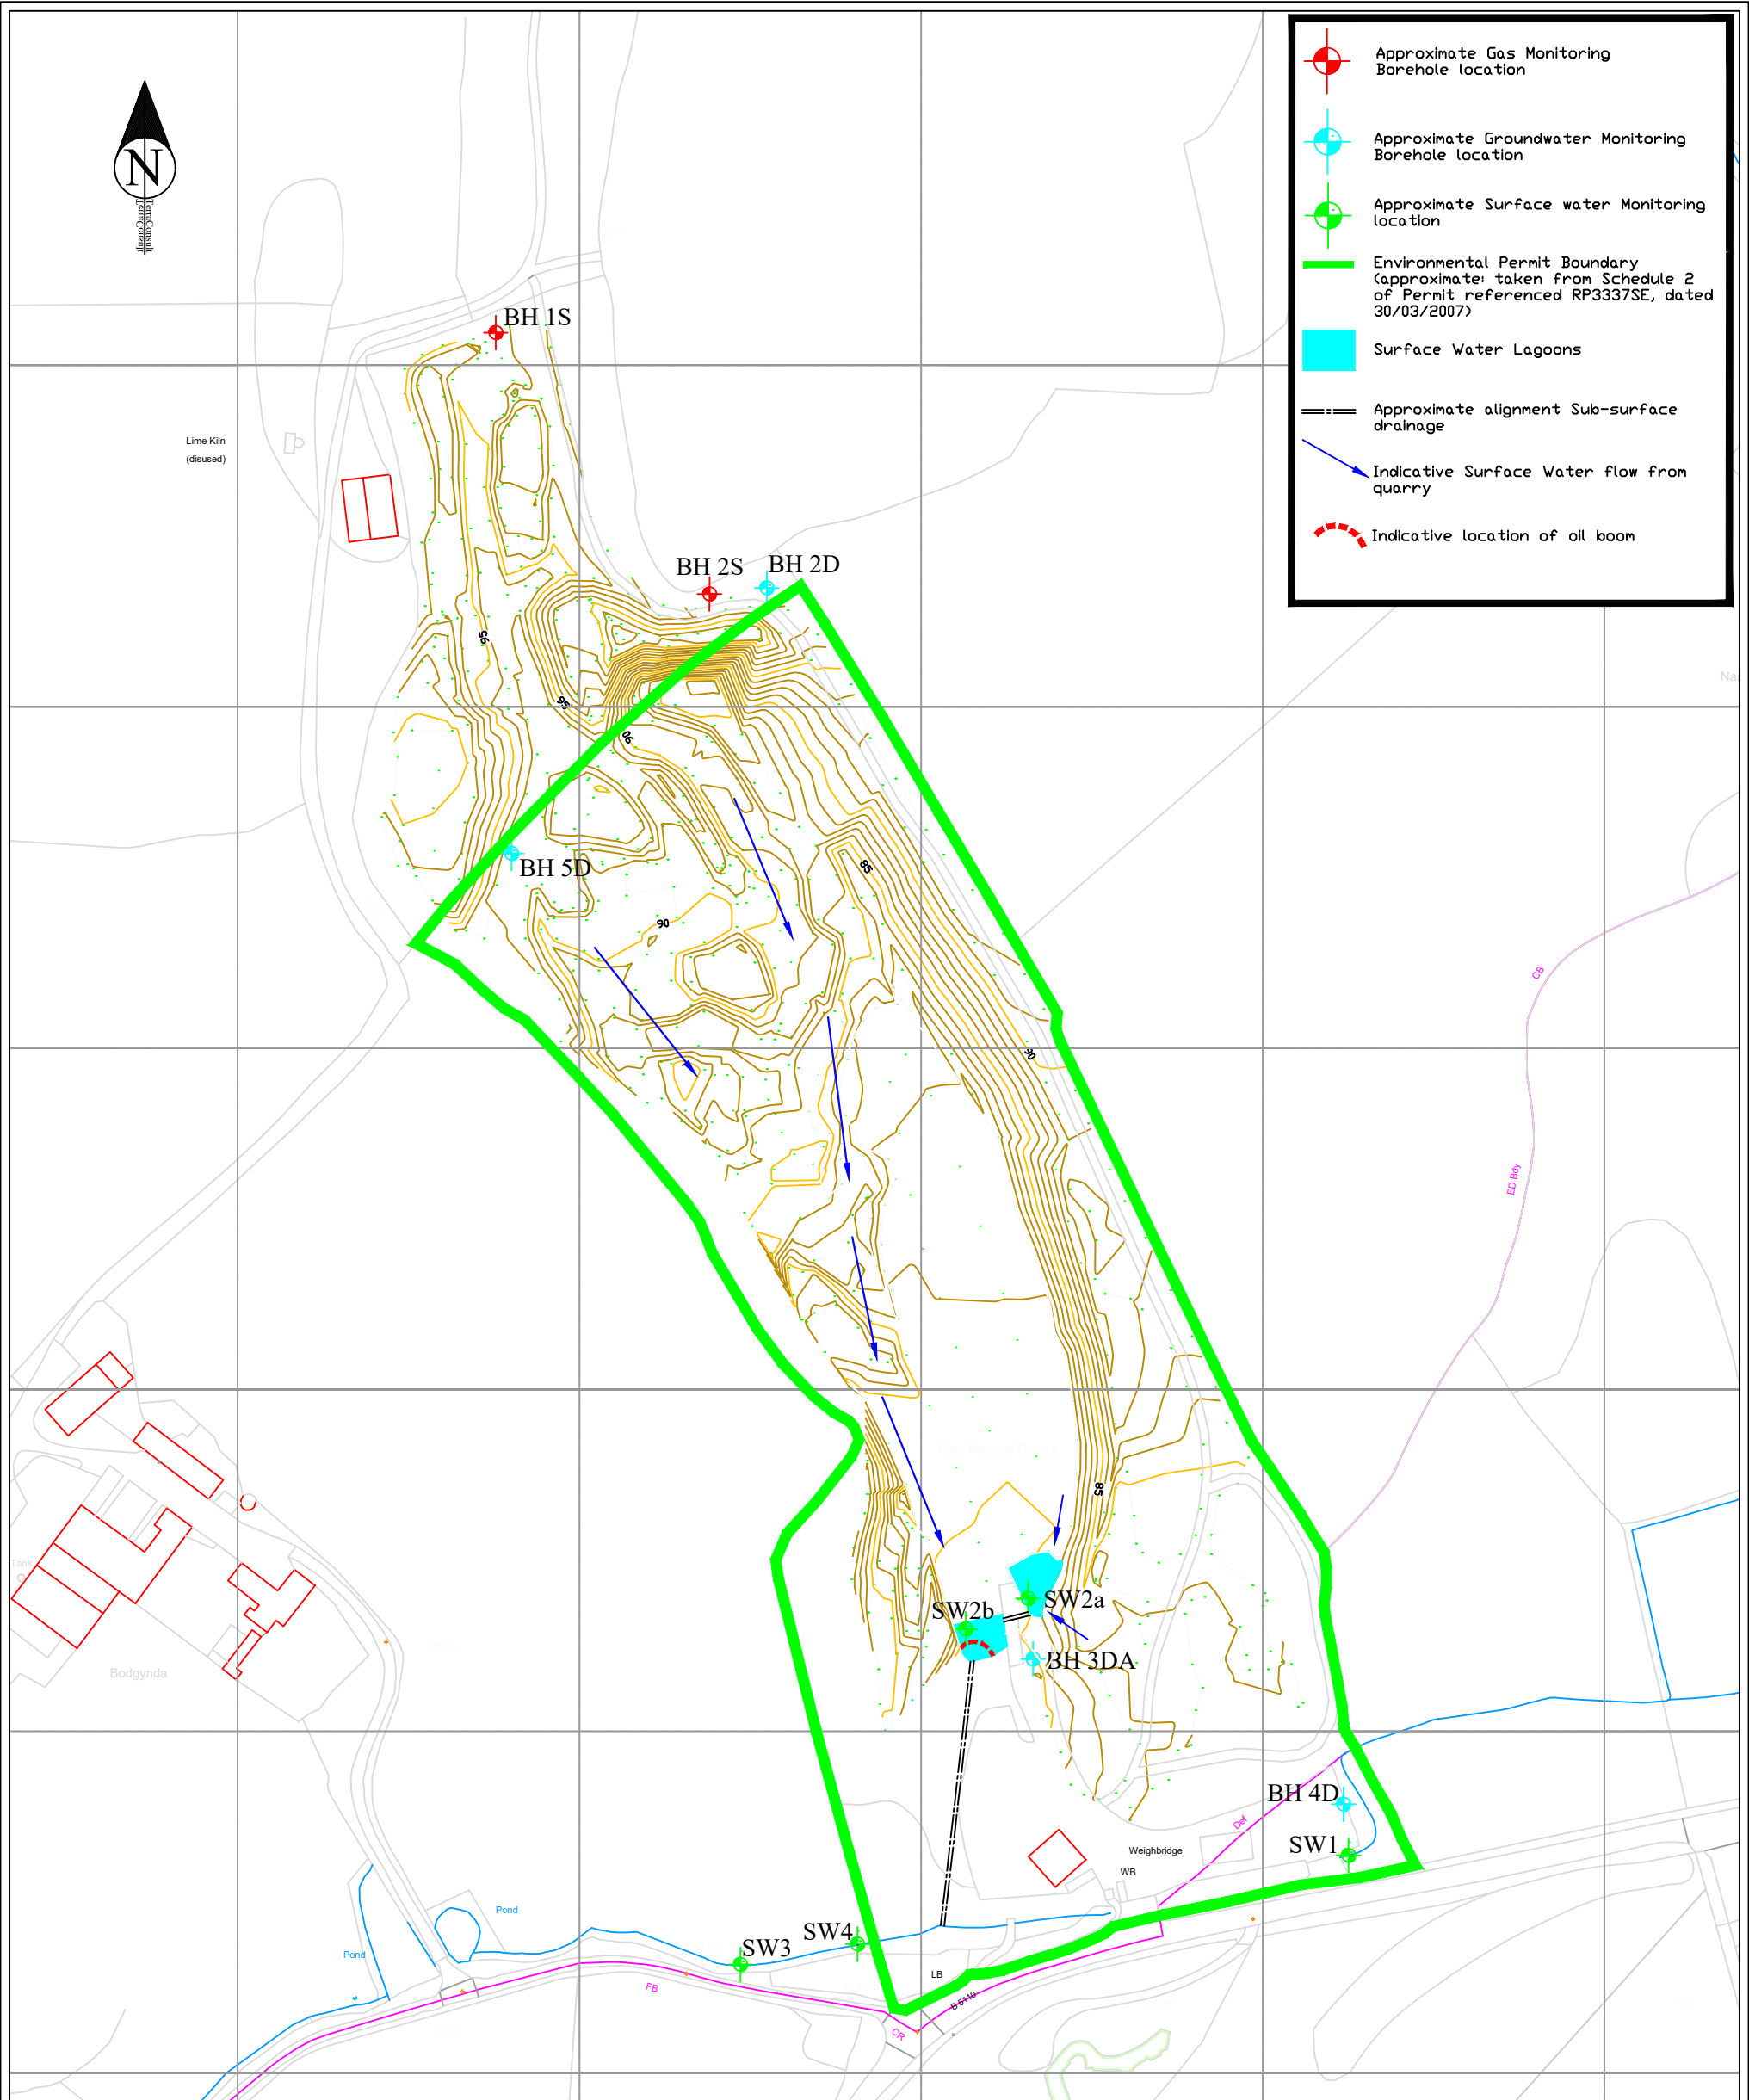 Approximate Gas Monitoring
Borehole location
Approximate Groundwater Monitoring
Borehole location
Approximate Surface water Monitoring
location
Environmental Permit Boundary
(approximate: taken from Schedule 2
of Permit referenced RP3337SE, dated
30/03/2007)
Surface Water Lagoons
Approximate alignment Sub-surface
drainage
Indicative Surface Water flow from
quarry
Indicative location of oil boom
N
TerraConsult
TerraConsult
BH 1S
Lime Kiln
(disused)
BH 2S
BH 2D
95
95
90
BH 5D
85
90
CB
90
ED Bdy
85
SW2a
SW2b
BH 3DA
Tank
Bodgynda
BH 4D
Def
SW1
Weighbridge
WB
Pond
Pond
SW4
SW3
LB
FB
B 5110
CR